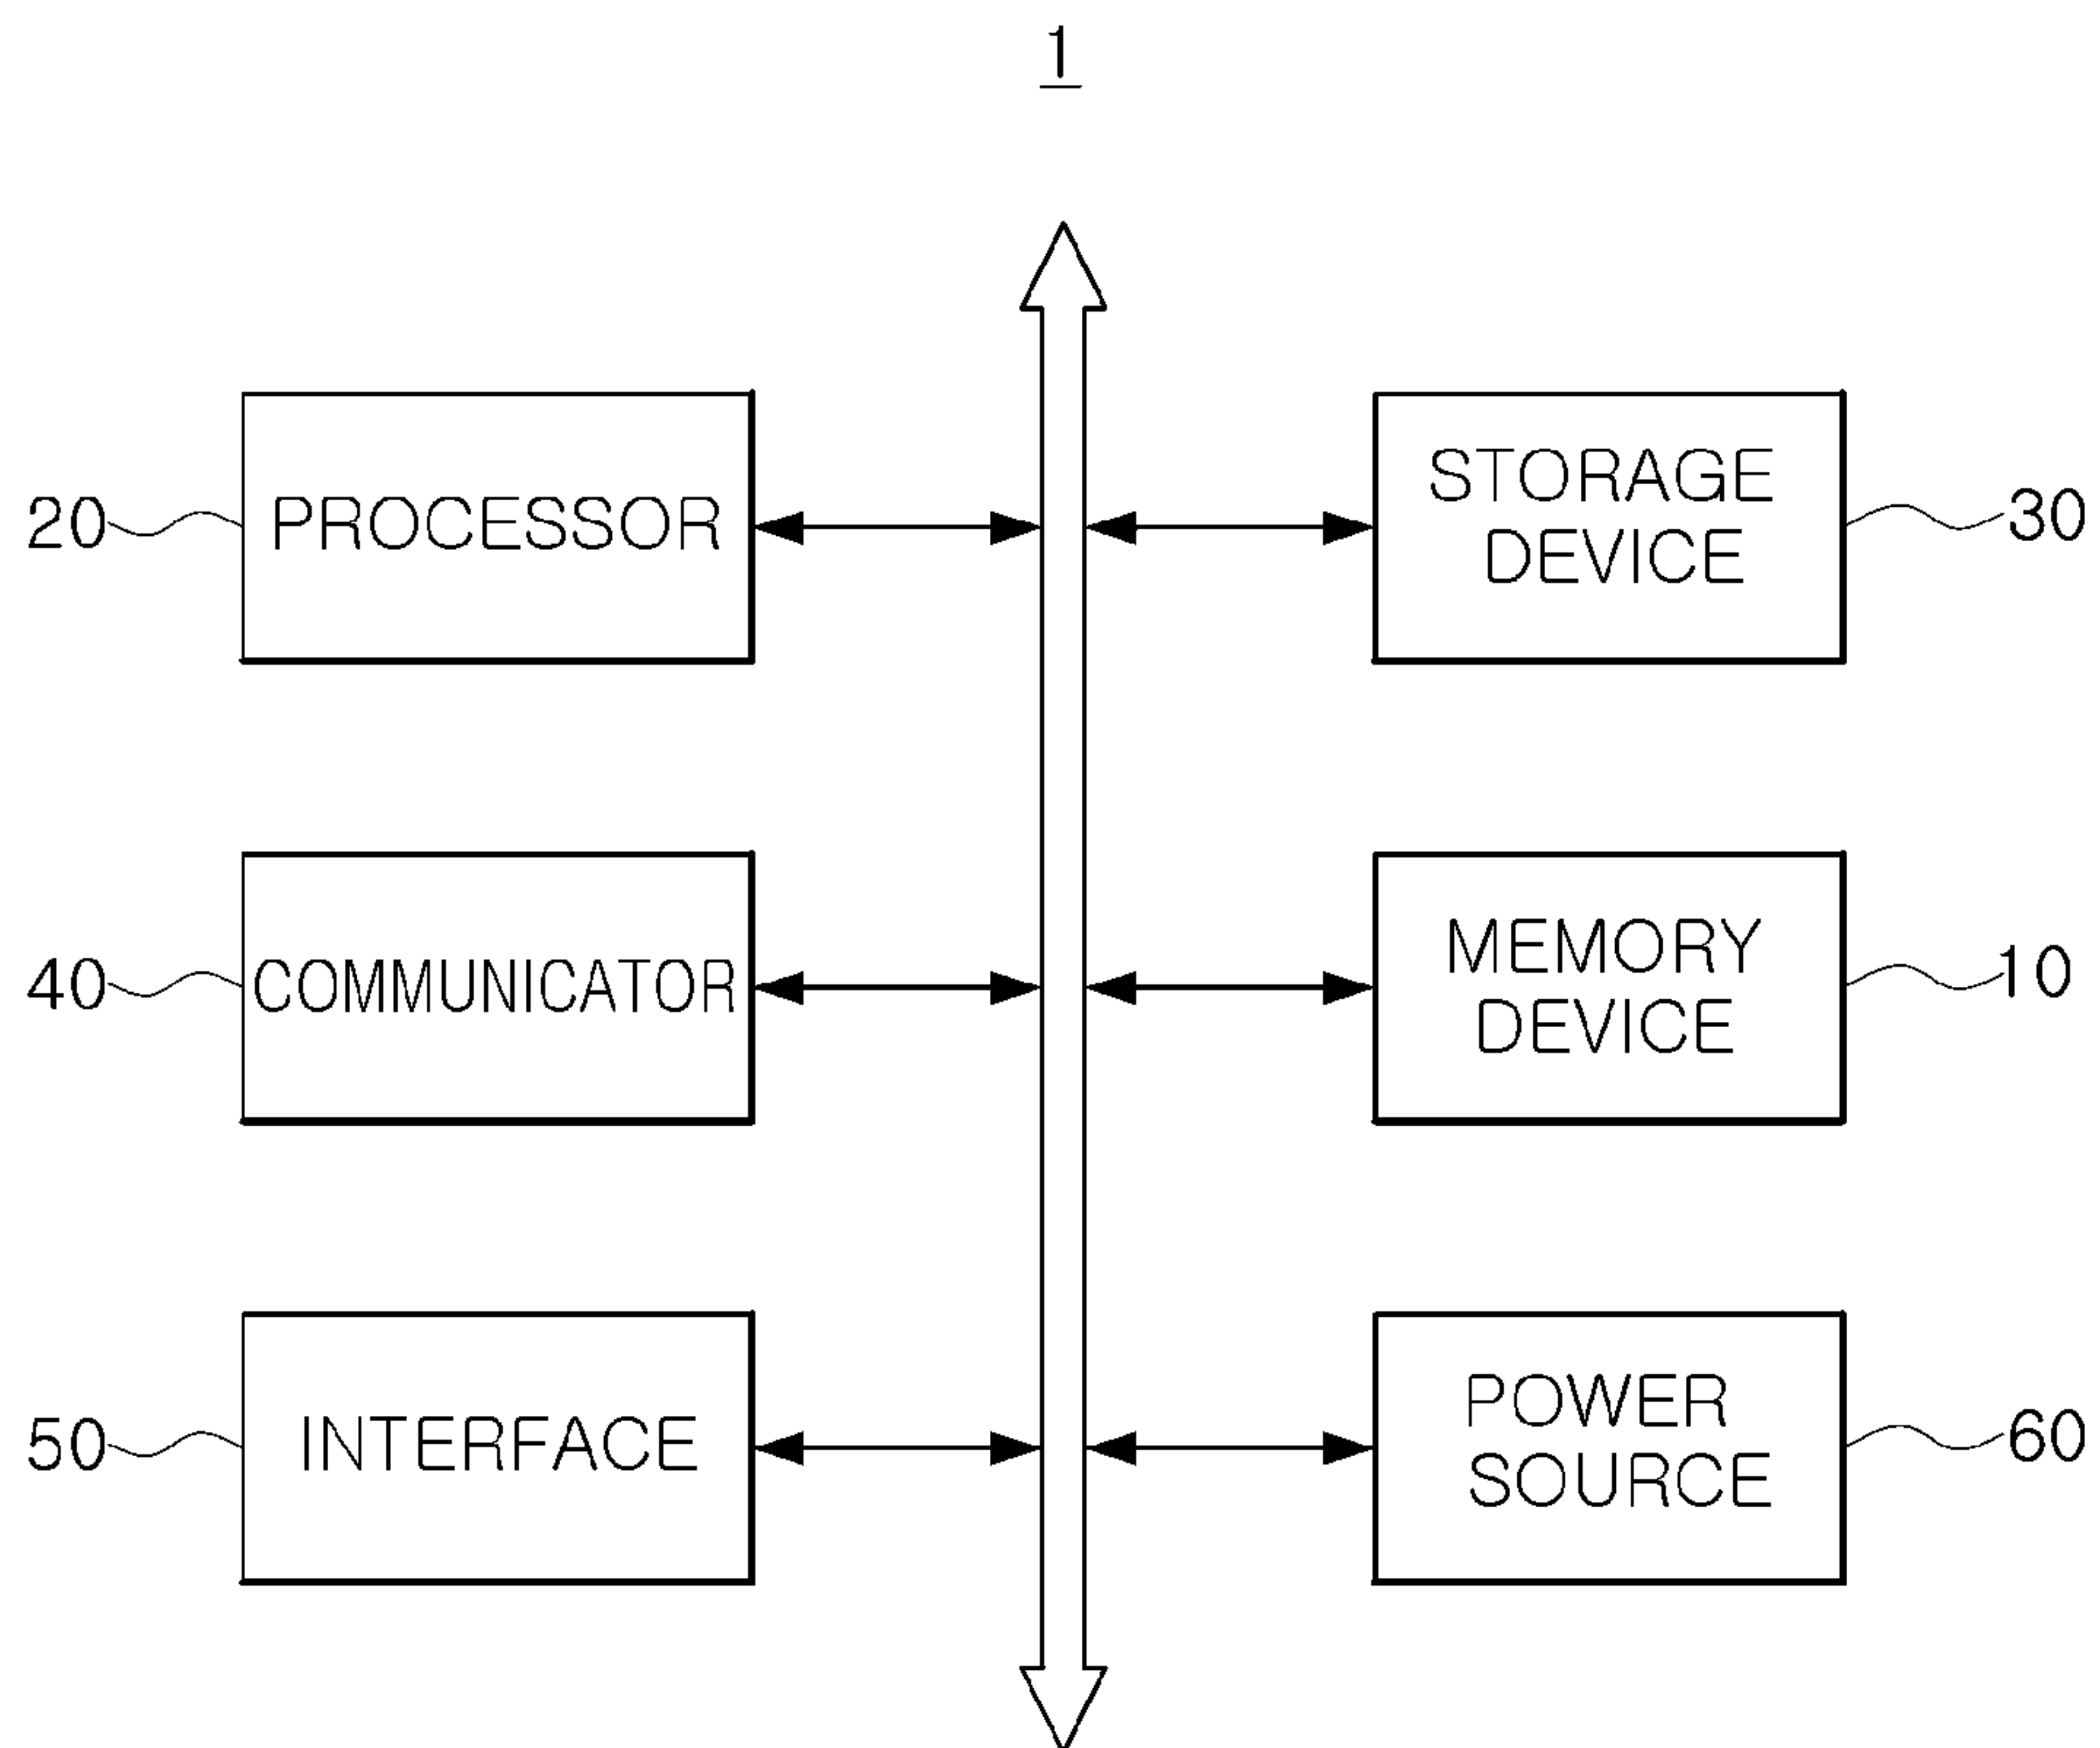 1
20
PROCESSOR
STORAGE
DEVICE
30
40
COMMUNICATOR
MEMORY
DEVICE
10
50
INTERFACE
POWER
SOURCE
60